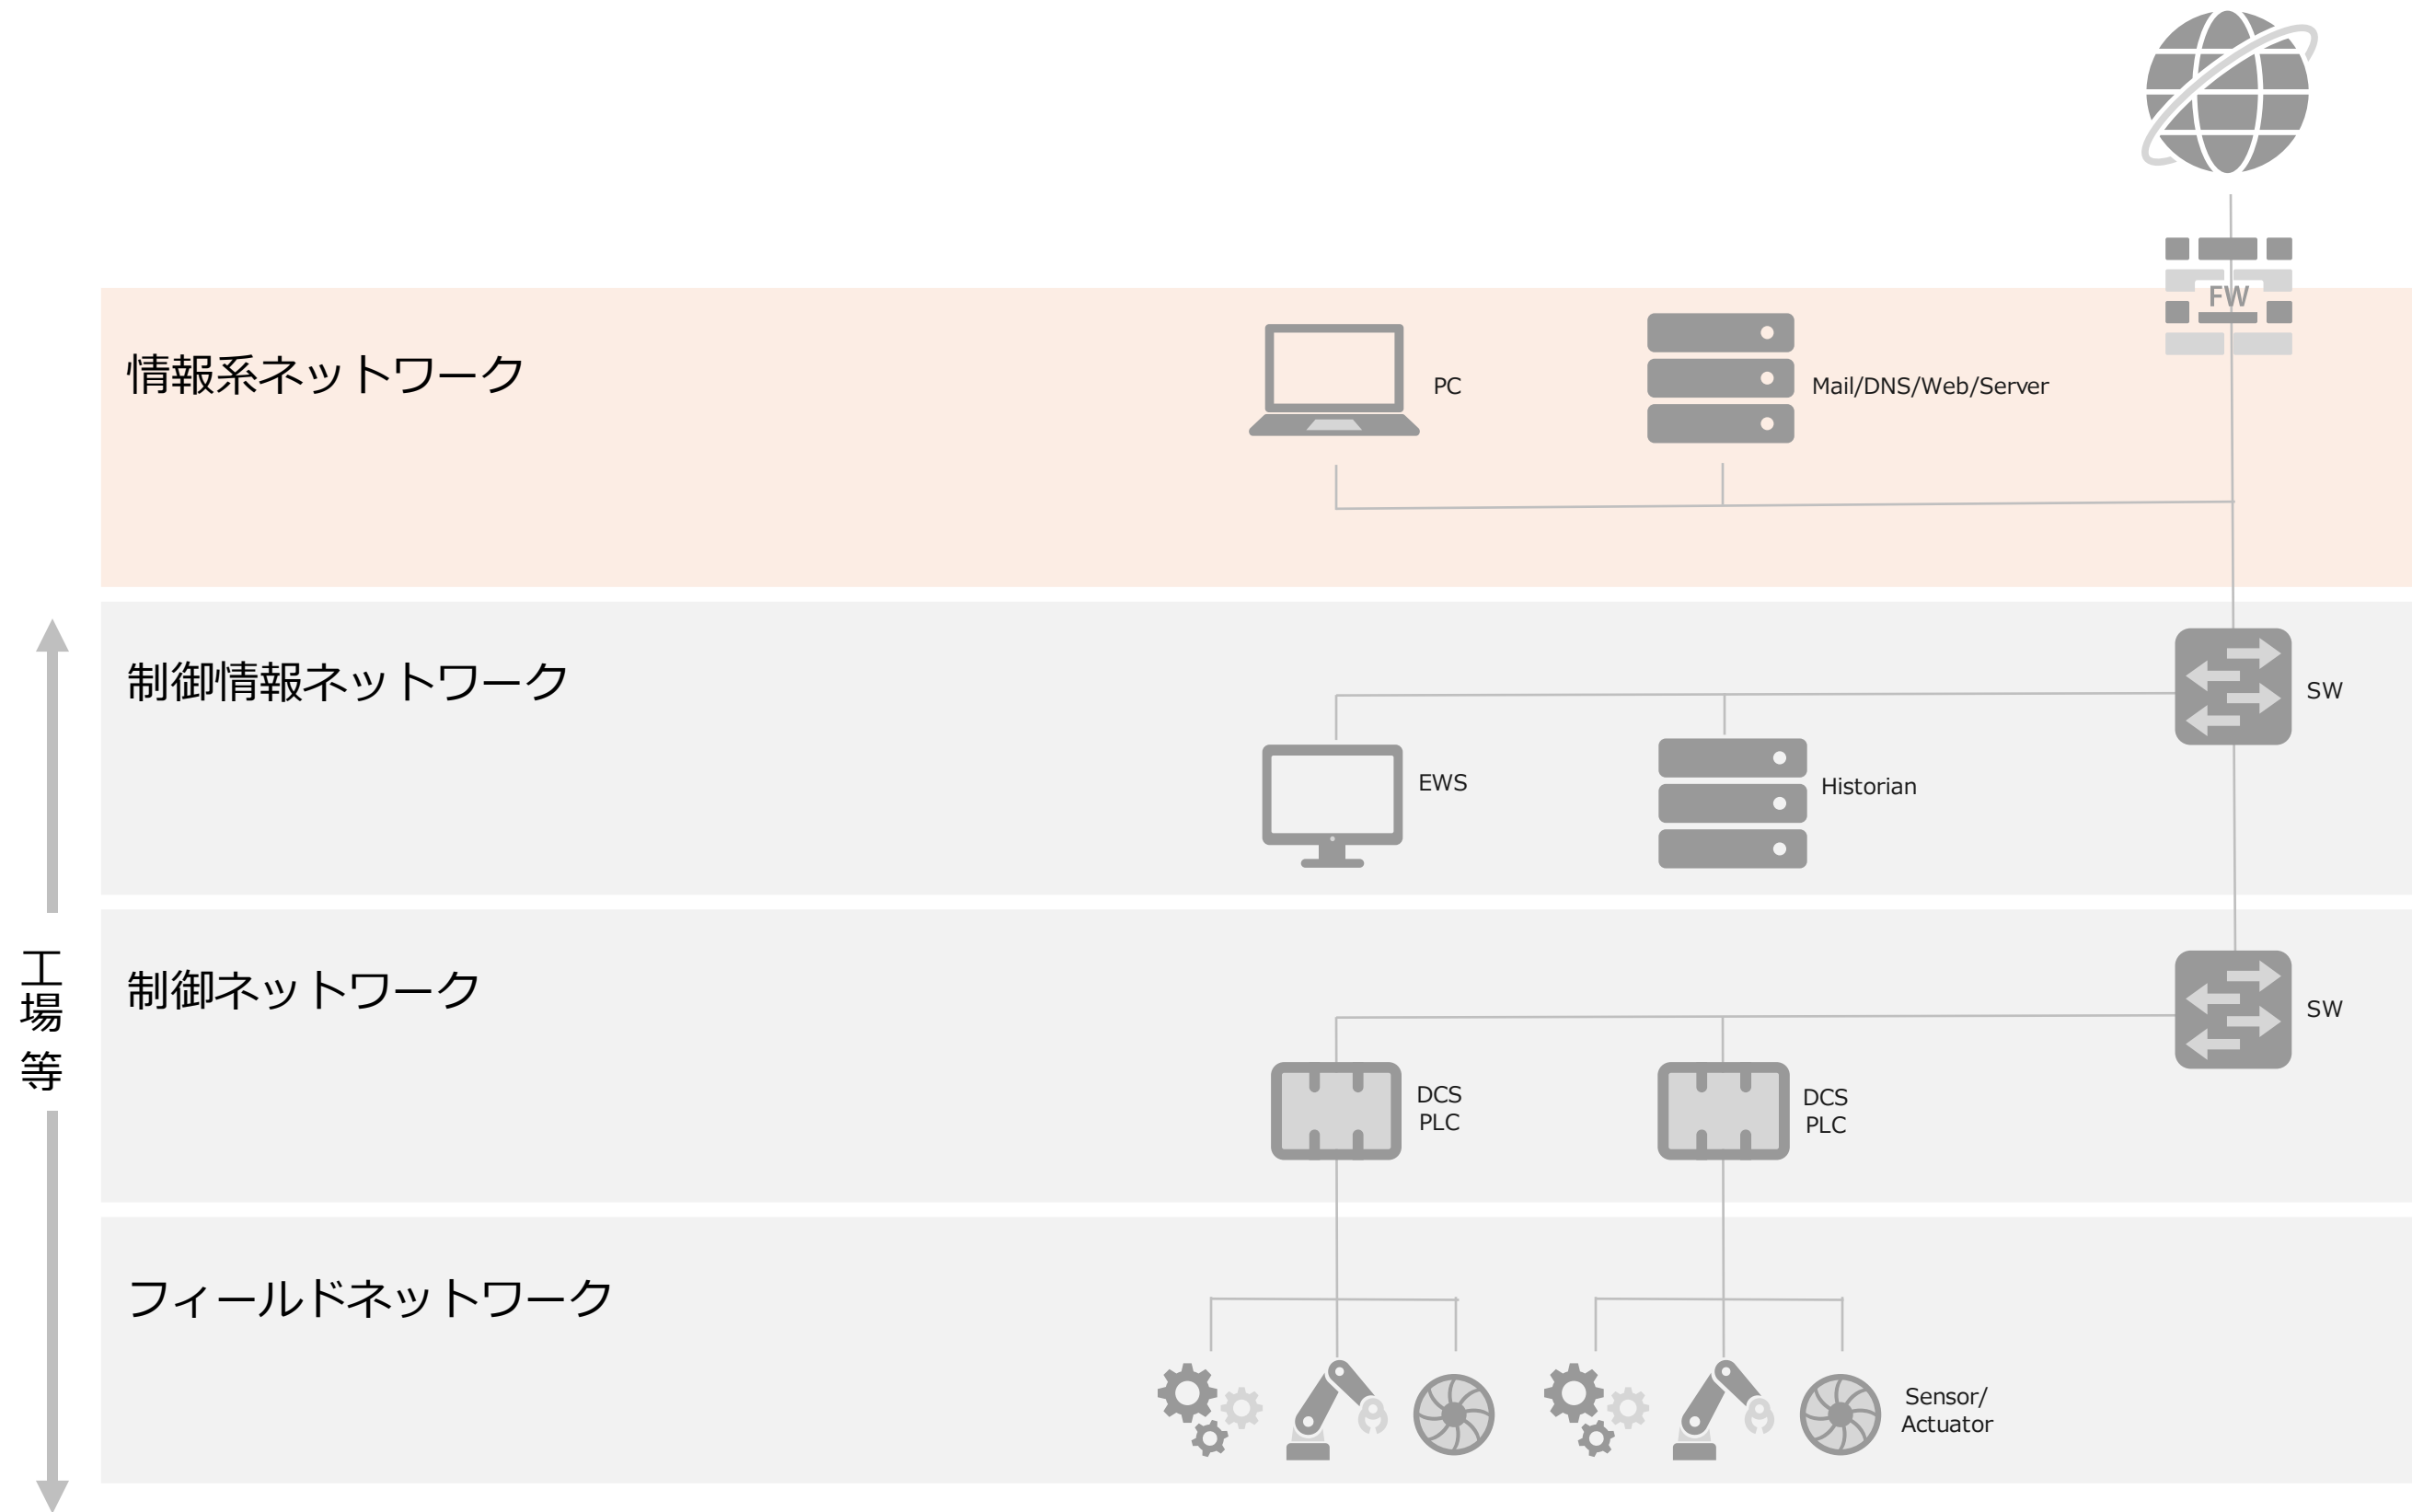 FW
情報系ネットワーク
PC
Mail/DNS/Web/Server
制御情報ネットワーク
SW
EWS
Historian
工場等
制御ネットワーク
SW
DCS
PLC
DCS
PLC
フィールドネットワーク
Sensor/
Actuator